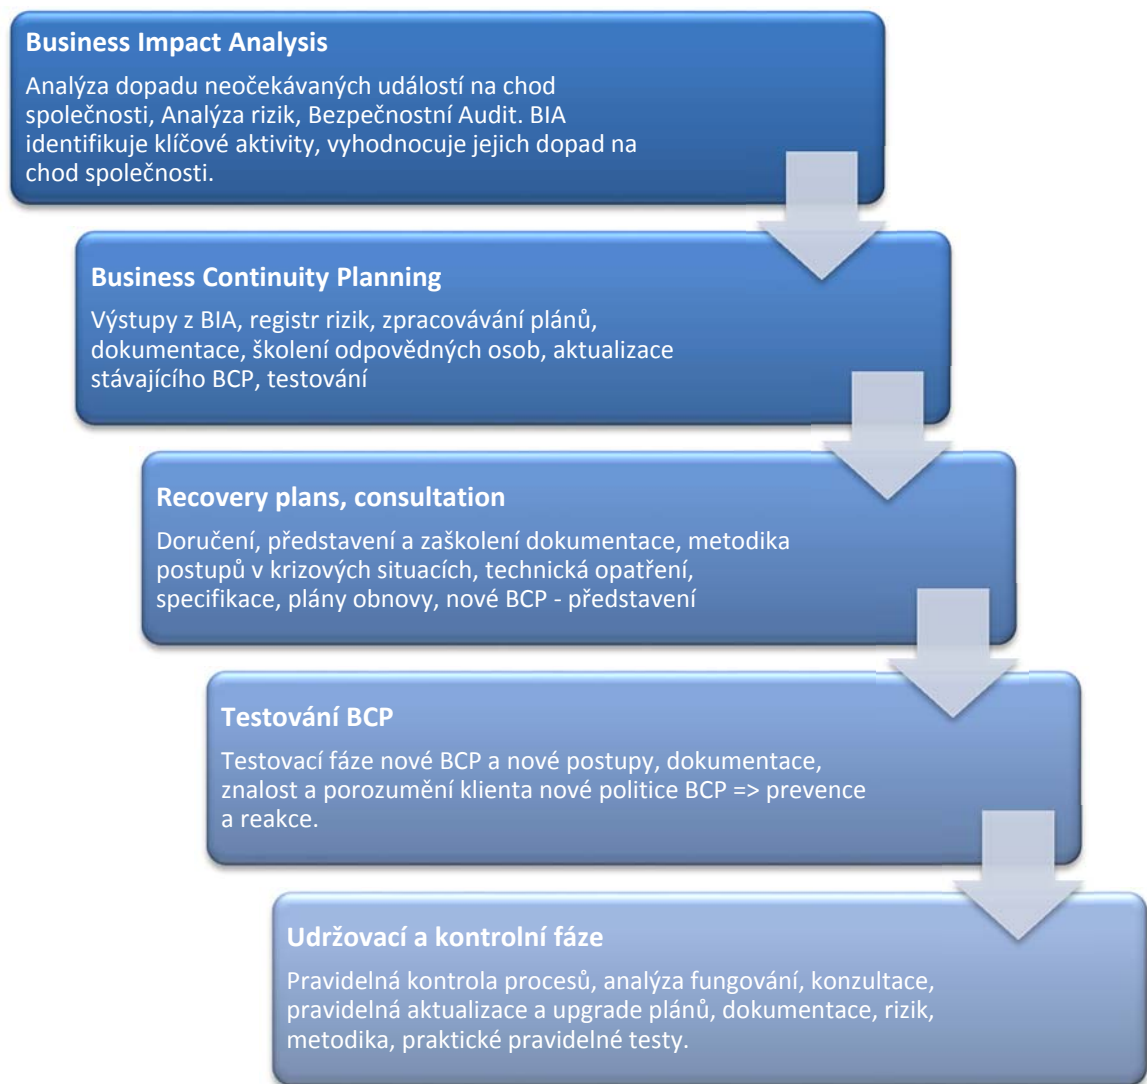 Business Impact Analysis
Analýza dopadu neočekávaných událostí na chod
společnosti, Analýza rizik, Bezpečnostní Audit. BIA
identifikuje klíčové aktivity, vyhodnocuje jejich dopad na
chod společnosti.
Business Continuity Planning
Výstupy z BIA, registr rizik, zpracovávání plánů,
dokumentace, školení odpovědných osob, aktualizace
stávajícího BCP, testování
Recovery plans, consultation
Doručení, představení a zaškolení dokumentace, metodika
postupů v krizových situacích, technická opatření,
specifikace, plány obnovy, nové BCP - představení
Testování BCP
Testovací fáze nové BCP a nové postupy, dokumentace,
znalost a porozumění klienta nové politice BCP => prevence
a reakce.
Udržovací a kontrolní fáze
Pravidelná kontrola procesů, analýza fungování, konzultace,
pravidelná aktualizace a upgrade plánů, dokumentace, rizik,
metodika, praktické pravidelné testy.